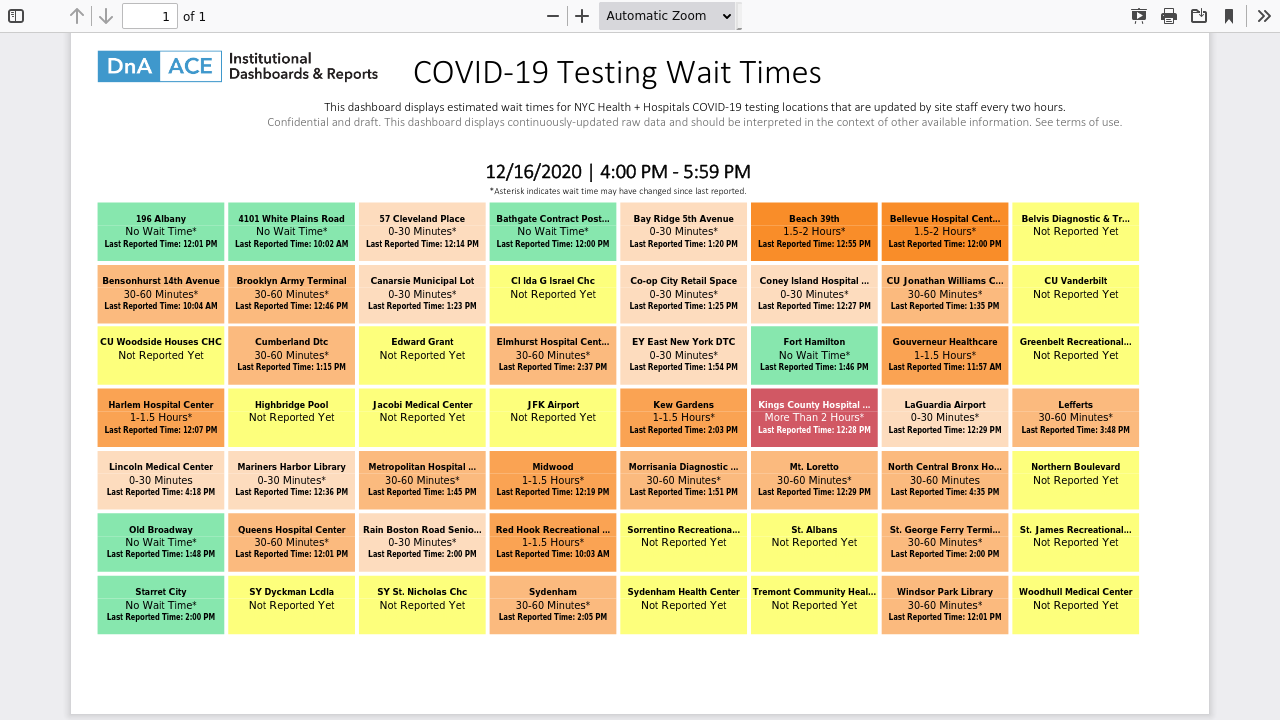 1 of 1 Automatic Zoom
DnA ACE Institutional Dashboards & Reports
COVID-19 Testing Wait Times
This dashboard displays estimated wait times for NYC Health + Hospitals COVID-19 testing locations that are updated by site staff every two hours.
Confidential and draft. This dashboard displays continuously-updated raw data and should be interpreted in the context of other available information. See terms of use.
12/16/2020 | 4:00 PM - 5:59 PM
*Asterisk indicates wait time may have changed since last reported.
196 Albany
No Wait Time*
Last Reported Time: 12:01 PM
4101 White Plains Road
No Wait Time*
Last Reported Time: 10:02 AM
57 Cleveland Place
0-30 Minutes*
Last Reported Time: 12:14 PM
Bathgate Contract Post...
No Wait Time*
Last Reported Time: 12:00 PM
Bay Ridge 5th Avenue
0-30 Minutes*
Last Reported Time: 1:20 PM
Beach 39th
1.5-2 Hours*
Last Reported Time: 12:55 PM
Bellevue Hospital Cent...
1.5-2 Hours*
Last Reported Time: 12:00 PM
Belvis Diagnostic & Tr...
Not Reported Yet
Bensonhurst 14th Avenue
30-60 Minutes*
Last Reported Time: 10:04 AM
Brooklyn Army Terminal
30-60 Minutes*
Last Reported Time: 12:46 PM
Canarsie Municipal Lot
0-30 Minutes*
Last Reported Time: 1:23 PM
CI Ida G Israel Chc
Not Reported Yet
Co-op City Retail Space
0-30 Minutes*
Last Reported Time: 1:25 PM
Coney Island Hospital ...
0-30 Minutes*
Last Reported Time: 12:27 PM
CU Jonathan Williams C...
30-60 Minutes*
Last Reported Time: 1:35 PM
CU Vanderbilt
Not Reported Yet
CU Woodside Houses CHC
Not Reported Yet
Cumberland Dtc
30-60 Minutes*
Last Reported Time: 1:15 PM
Edward Grant
Not Reported Yet
Elmhurst Hospital Cent...
30-60 Minutes*
Last Reported Time: 2:37 PM
EY East New York DTC
0-30 Minutes*
Last Reported Time: 1:54 PM
Fort Hamilton
No Wait Time*
Last Reported Time: 1:46 PM
Gouverneur Healthcare
1-1.5 Hours*
Last Reported Time: 11:57 AM
Greenbelt Recreational...
Not Reported Yet
Harlem Hospital Center
1-1.5 Hours*
Last Reported Time: 12:07 PM
Highbridge Pool
Not Reported Yet
Jacobi Medical Center
Not Reported Yet
JFK Airport
Not Reported Yet
Kew Gardens
1-1.5 Hours*
Last Reported Time: 2:03 PM
Kings County Hospital ...
More Than 2 Hours*
Last Reported Time: 12:28 PM
LaGuardia Airport
0-30 Minutes*
Last Reported Time: 12:29 PM
Lefferts
30-60 Minutes*
Last Reported Time: 3:48 PM
Lincoln Medical Center
0-30 Minutes
Last Reported Time: 4:18 PM
Mariners Harbor Library
0-30 Minutes*
Last Reported Time: 12:36 PM
Metropolitan Hospital ...
30-60 Minutes*
Last Reported Time: 1:45 PM
Midwood
1-1.5 Hours*
Last Reported Time: 12:19 PM
Morrisania Diagnostic ...
30-60 Minutes*
Last Reported Time: 1:51 PM
Mt. Loretto
30-60 Minutes*
Last Reported Time: 12:29 PM
North Central Bronx Ho...
30-60 Minutes
Last Reported Time: 4:35 PM
Northern Boulevard
Not Reported Yet
Old Broadway
No Wait Time*
Last Reported Time: 1:48 PM
Queens Hospital Center
30-60 Minutes*
Last Reported Time: 12:01 PM
Rain Boston Road Senio...
0-30 Minutes*
Last Reported Time: 2:00 PM
Red Hook Recreational ...
1-1.5 Hours*
Last Reported Time: 10:03 AM
Sorrentino Recreationa...
Not Reported Yet
St. Albans
Not Reported Yet
St. George Ferry Termi...
30-60 Minutes*
Last Reported Time: 2:00 PM
St. James Recreational...
Not Reported Yet
Starret City
No Wait Time*
Last Reported Time: 2:00 PM
SY Dyckman Lcdla
Not Reported Yet
SY St. Nicholas Chc
Not Reported Yet
Sydenham
30-60 Minutes*
Last Reported Time: 2:05 PM
Sydenham Health Center
Not Reported Yet
Tremont Community Heal...
Not Reported Yet
Windsor Park Library
30-60 Minutes*
Last Reported Time: 12:01 PM
Woodhull Medical Center
Not Reported Yet